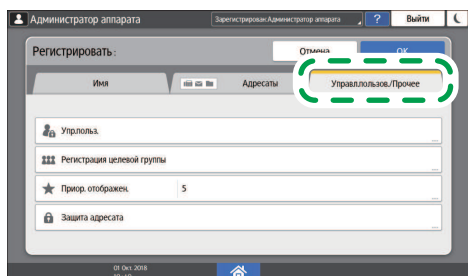 Администратор аппарата
Зарегистрирован:Администратор аппарата
?
Выйти
Регистрировать :
Отмена
OK
Имя
Адресаты
Управл.пользов./Прочее
Упр.польз.
Регистрация целевой группы
Приор. отображен. 5
Защита адресата
01 Окт. 2018